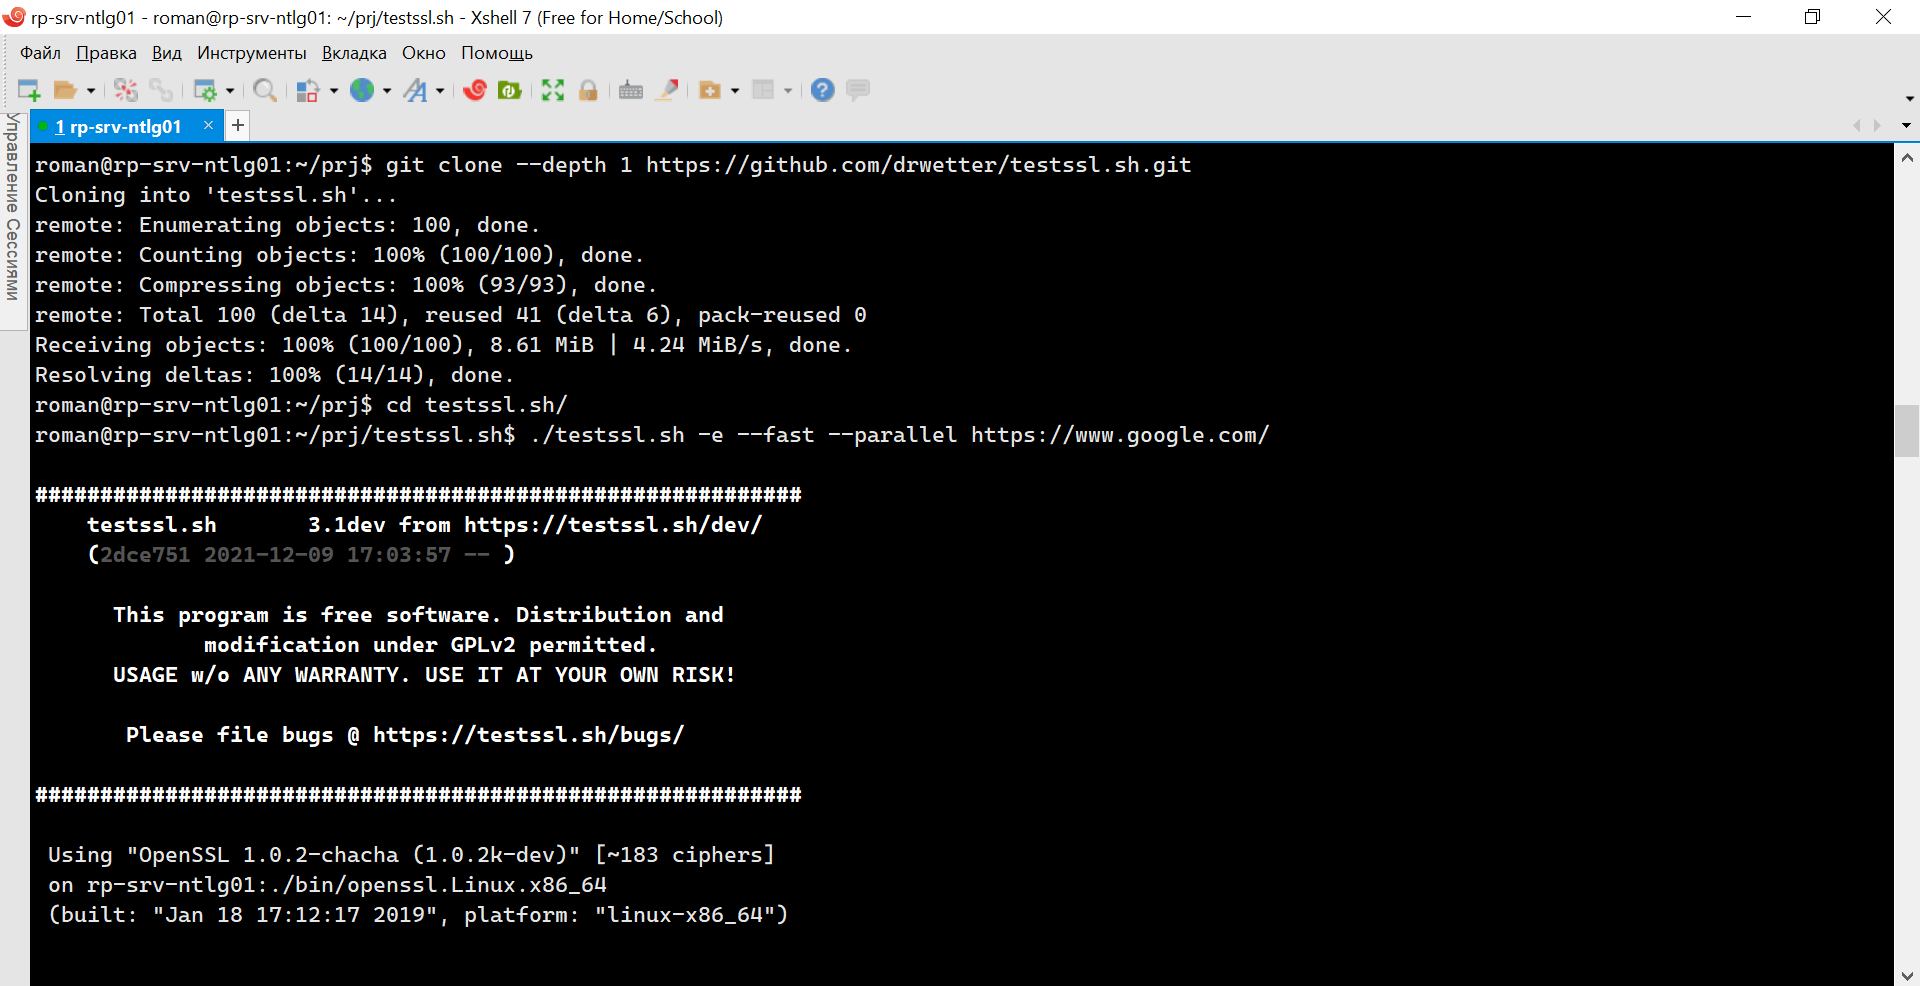 rp-srv-ntlg01 - roman@rp-srv-ntlg01: ~/prj/testssl.sh - Xshell 7 (Free for Home/School)
Файл Правка Вид Инструменты Вкладка Окно Помощь
1 rp-srv-ntlg01 × +
Управление Сессиями
roman@rp-srv-ntlg01:~/prj$ git clone --depth 1 https://github.com/drwetter/testssl.sh.git
Cloning into 'testssl.sh'...
remote: Enumerating objects: 100, done.
remote: Counting objects: 100% (100/100), done.
remote: Compressing objects: 100% (93/93), done.
remote: Total 100 (delta 14), reused 41 (delta 6), pack-reused 0
Receiving objects: 100% (100/100), 8.61 MiB | 4.24 MiB/s, done.
Resolving deltas: 100% (14/14), done.
roman@rp-srv-ntlg01:~/prj$ cd testssl.sh/
roman@rp-srv-ntlg01:~/prj/testssl.sh$ ./testssl.sh -e --fast --parallel https://www.google.com/
###########################################################
testssl.sh       3.1dev from https://testssl.sh/dev/
(2dce751 2021-12-09 17:03:57 -- )
This program is free software. Distribution and
modification under GPLv2 permitted.
USAGE w/o ANY WARRANTY. USE IT AT YOUR OWN RISK!
Please file bugs @ https://testssl.sh/bugs/
###########################################################
Using "OpenSSL 1.0.2-chacha (1.0.2k-dev)" [~183 ciphers]
on rp-srv-ntlg01:./bin/openssl.Linux.x86_64
(built: "Jan 18 17:12:17 2019", platform: "linux-x86_64")